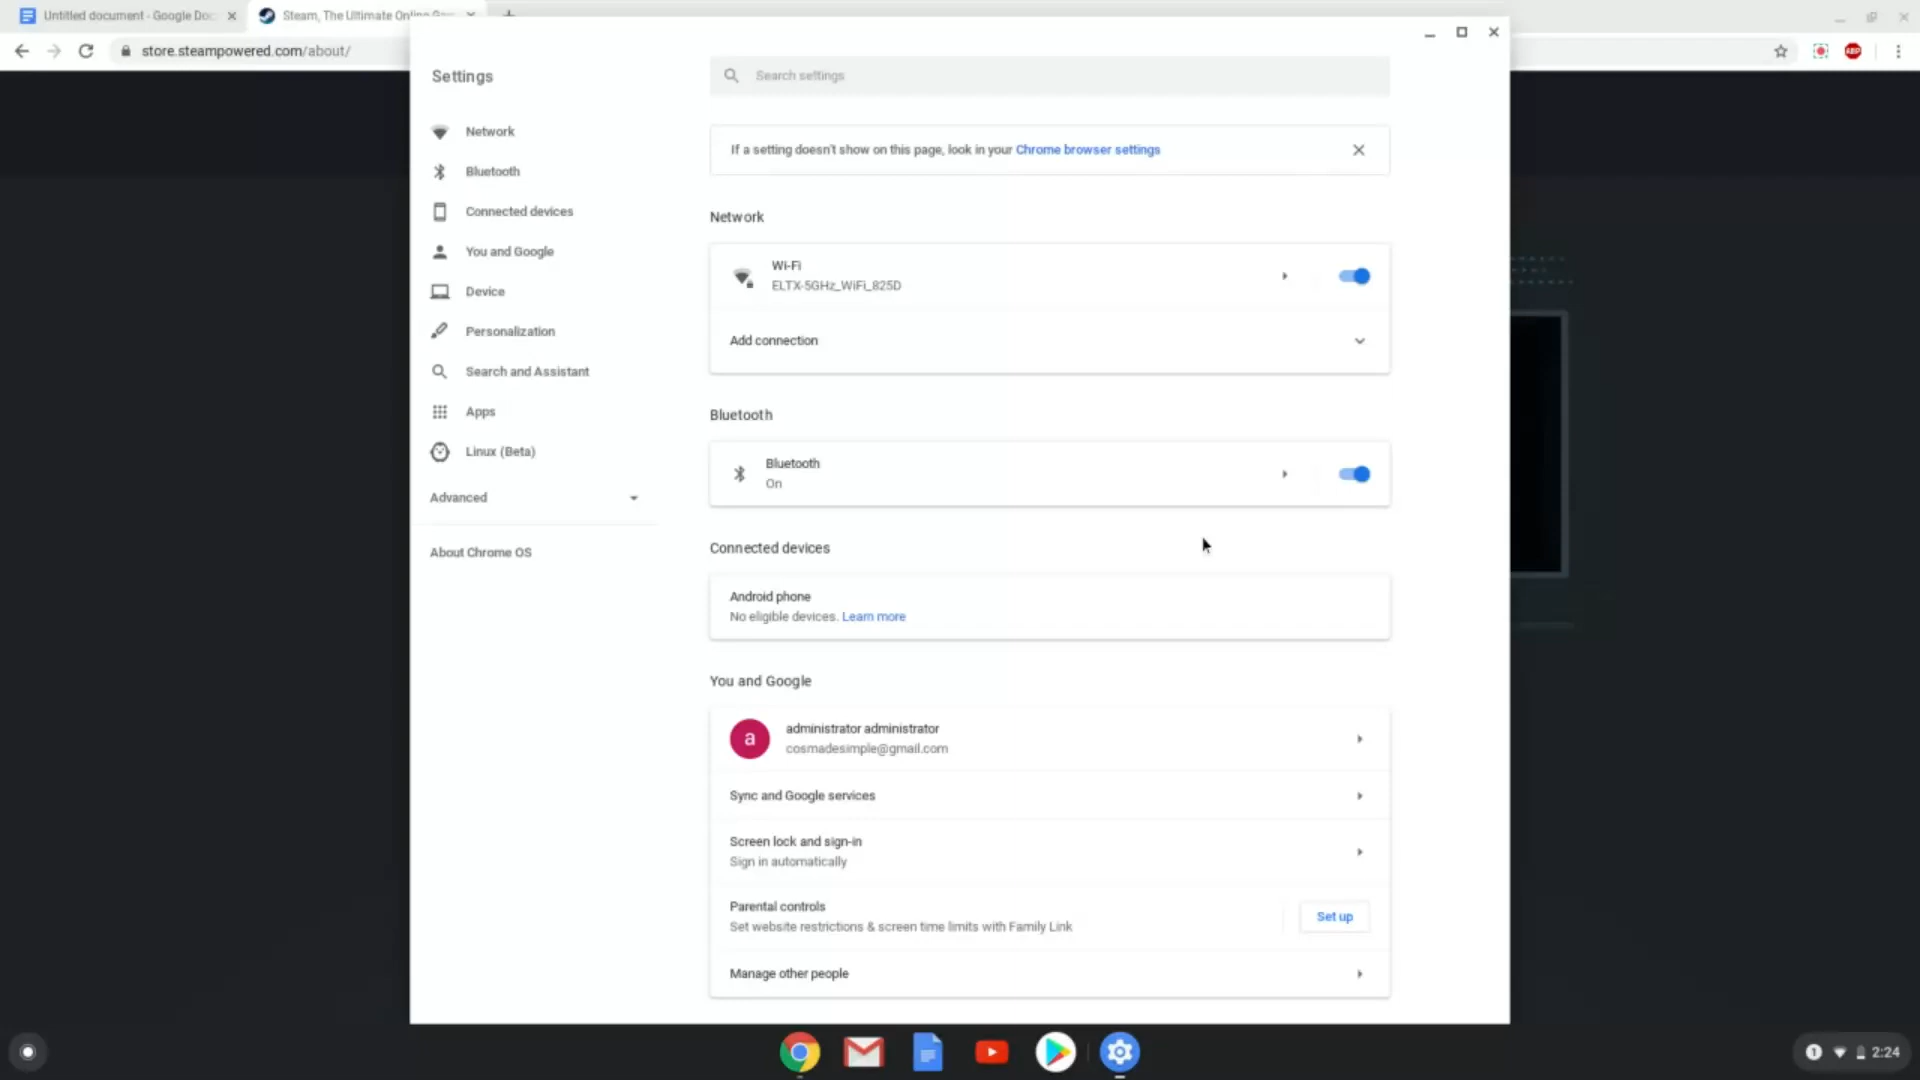 Untitled document - Google Doc
Steam, The Ultimate Online Ga
store.steampowered.com/about/
ABP
Settings
Search settings
Network
Bluetooth
Connected devices
You and Google
Device
Personalization
Search and Assistant
Apps
Linux (Beta)
Advanced
About Chrome OS
If a setting doesn't show on this page, look in your Chrome browser settings
Network
Wi-Fi
ELTX-5GHz_WiFi_825D
Add connection
Bluetooth
Bluetooth
On
Connected devices
Android phone
No eligible devices. Learn more
You and Google
a
administrator administrator
cosmadesimple@gmail.com
Sync and Google services
Screen lock and sign-in
Sign in automatically
Parental controls
Set website restrictions & screen time limits with Family Link
Set up
Manage other people
1
2:24